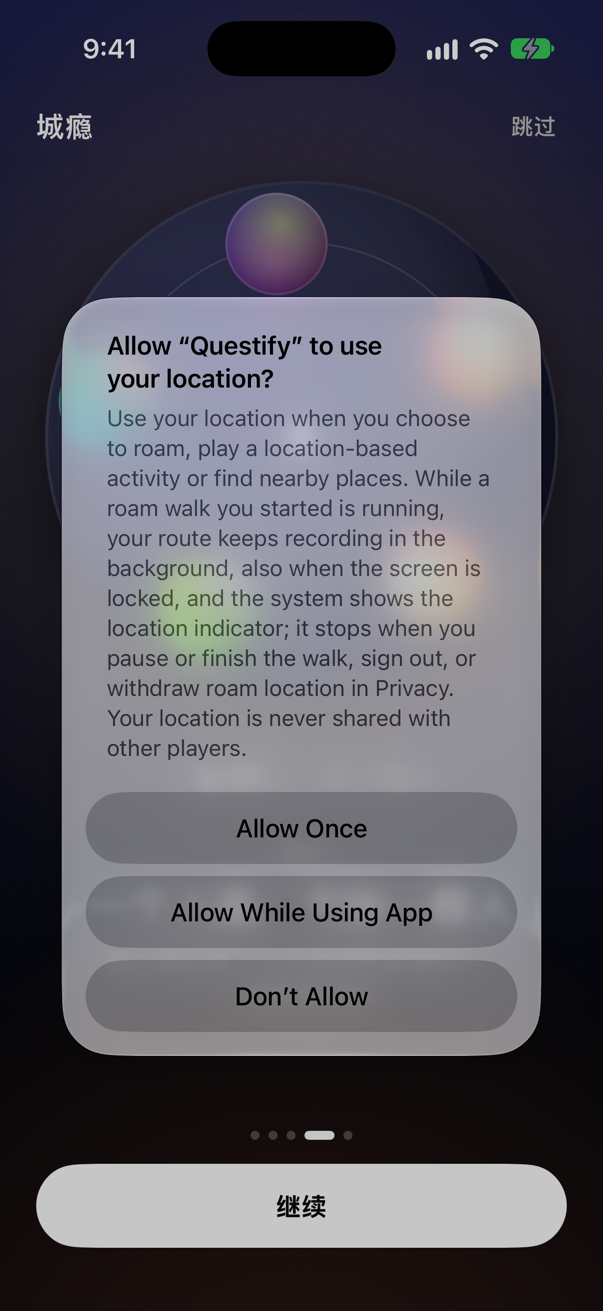 9:41
城瘾
跳过
Allow “Questify” to use
your location?
Use your location when you choose
to roam, play a location-based
activity or find nearby places. While a
roam walk you started is running,
your route keeps recording in the
background, also when the screen is
locked, and the system shows the
location indicator; it stops when you
pause or finish the walk, sign out, or
withdraw roam location in Privacy.
Your location is never shared with
other players.
Allow Once
Allow While Using App
Don’t Allow
继续